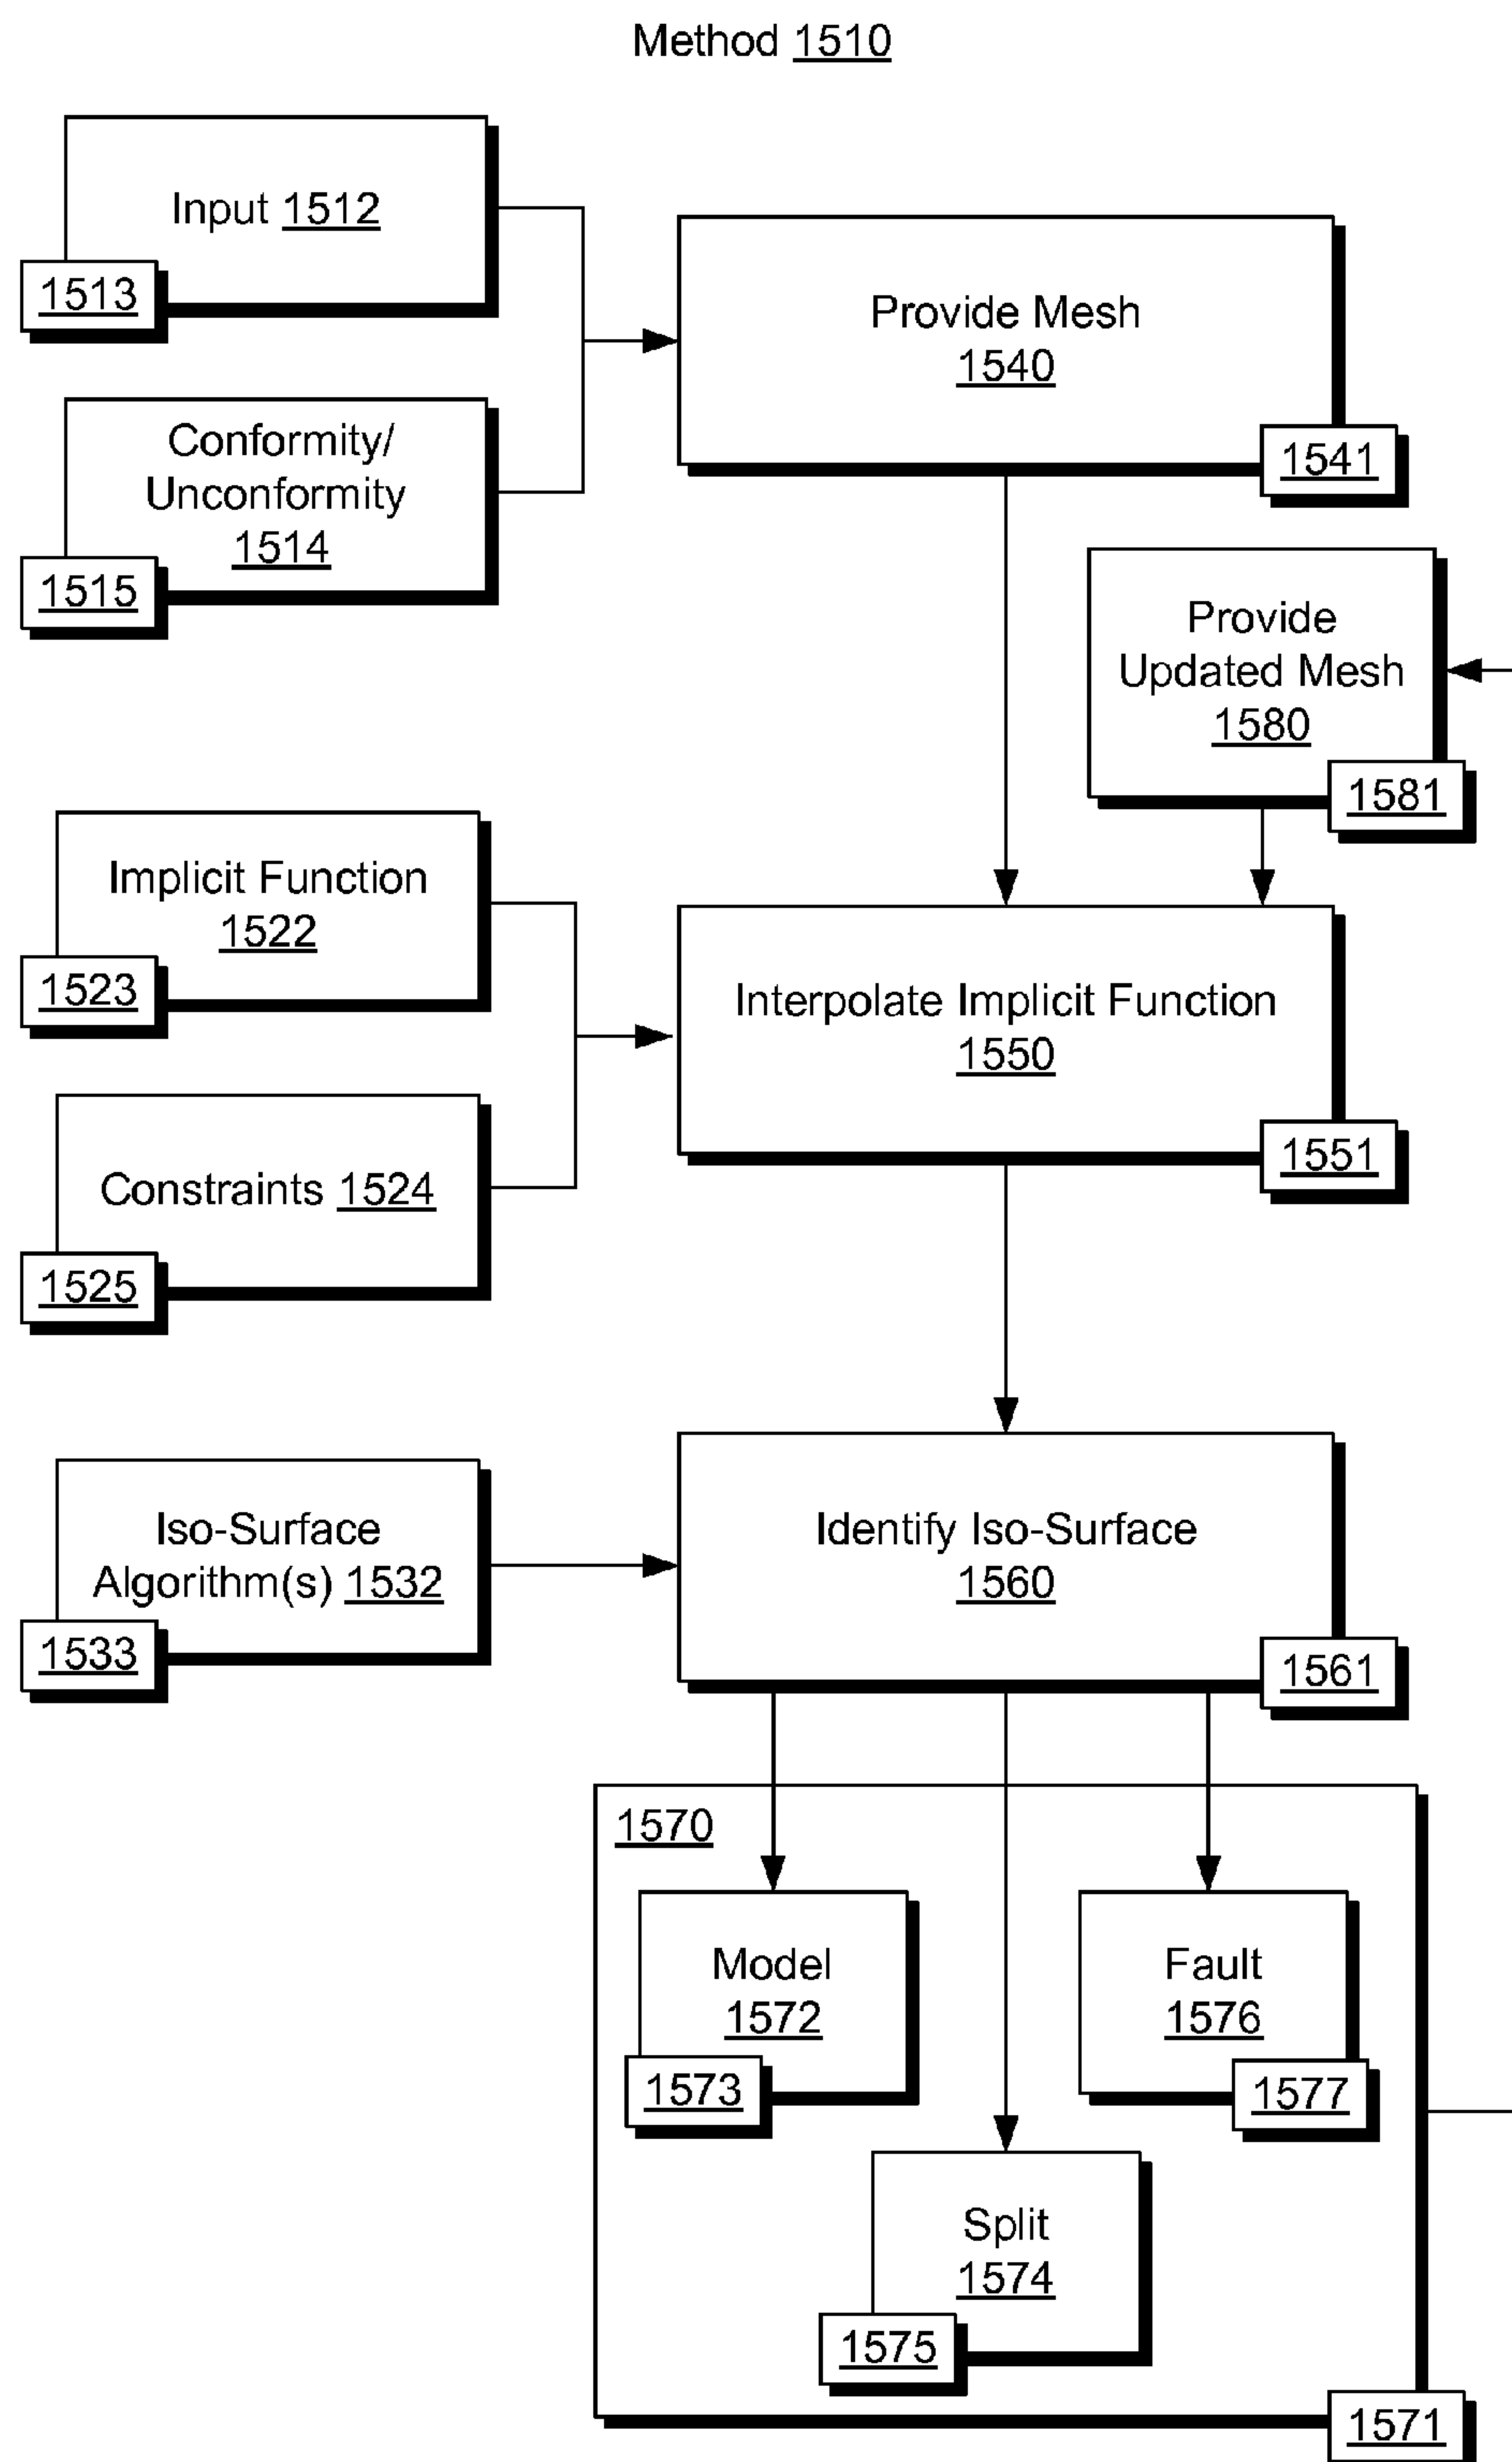 Method 1510
Input 1512
1513
Provide Mesh
1540
1541
Conformity/
Unconformity
1514
1515
Provide
Updated Mesh
1580
1581
Implicit Function
1522
1523
Interpolate Implicit Function
1550
1551
Constraints 1524
1525
Iso-Surface
Algorithm(s) 1532
1533
Identify Iso-Surface
1560
1561
1570
Model
1572
1573
Fault
1576
1577
Split
1574
1575
1571